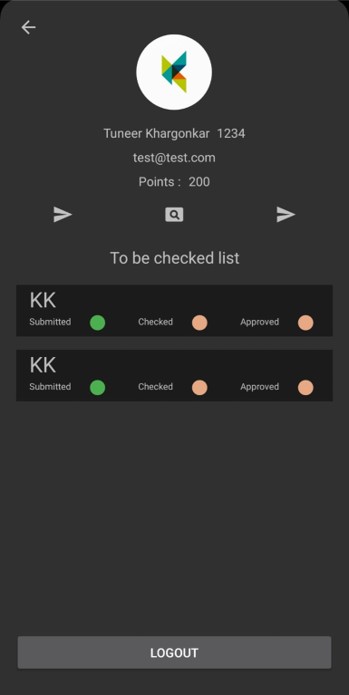 Tuneer Khargonkar 1234
test@test.com
Points : 200
To be checked list
KK
Submitted Checked Approved
KK
Submitted Checked Approved
LOGOUT